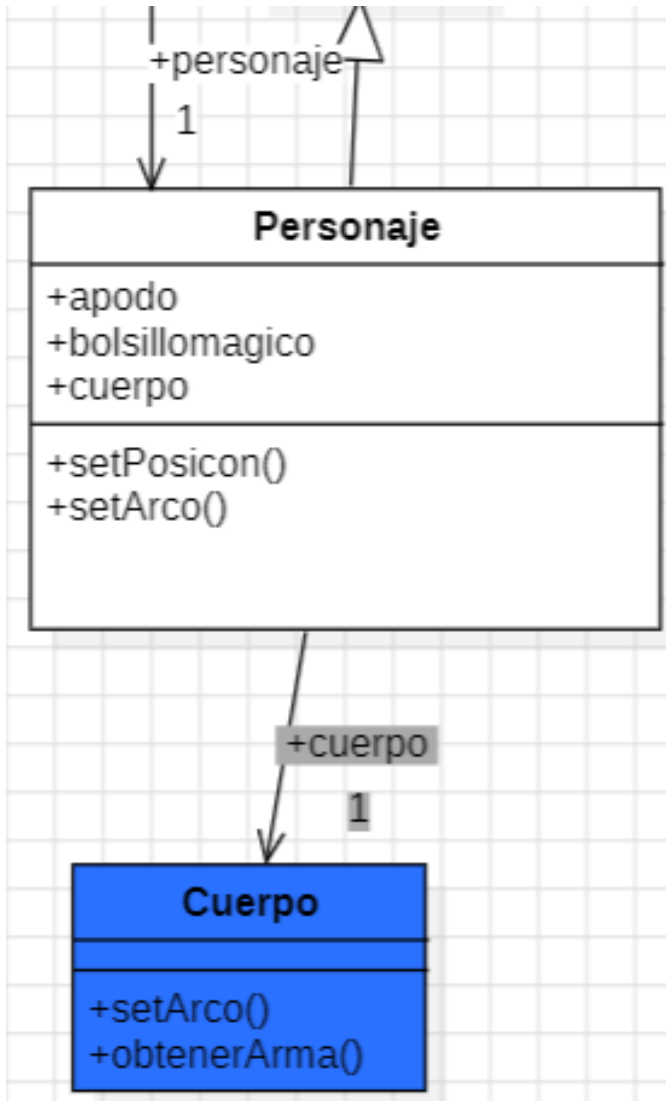 +personaje
1
Personaje
+apodo
+bolsillomagico
+cuerpo
+setPosicon()
+setArco()
+cuerpo
1
Cuerpo
+setArco()
+obtenerArma()